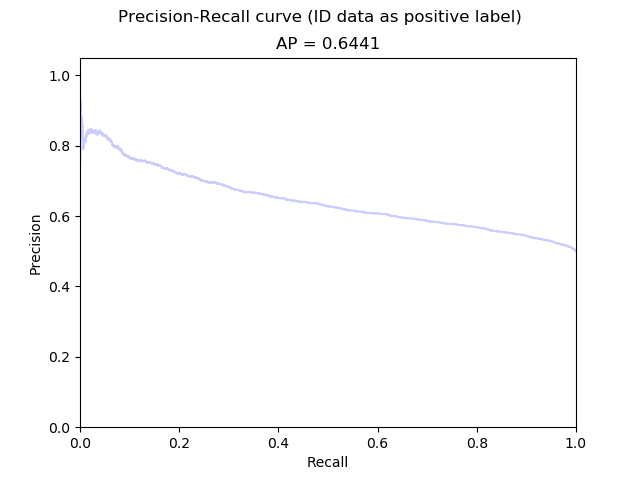 Precision-Recall curve (ID data as positive label)
AP = 0.6441
1.0
0.8
0.6
0.4
0.2
0.0
Precision
0.0 0.2 0.4 0.6 0.8 1.0
Recall